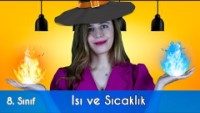 8. Sınıf
Isı ve Sıcaklık